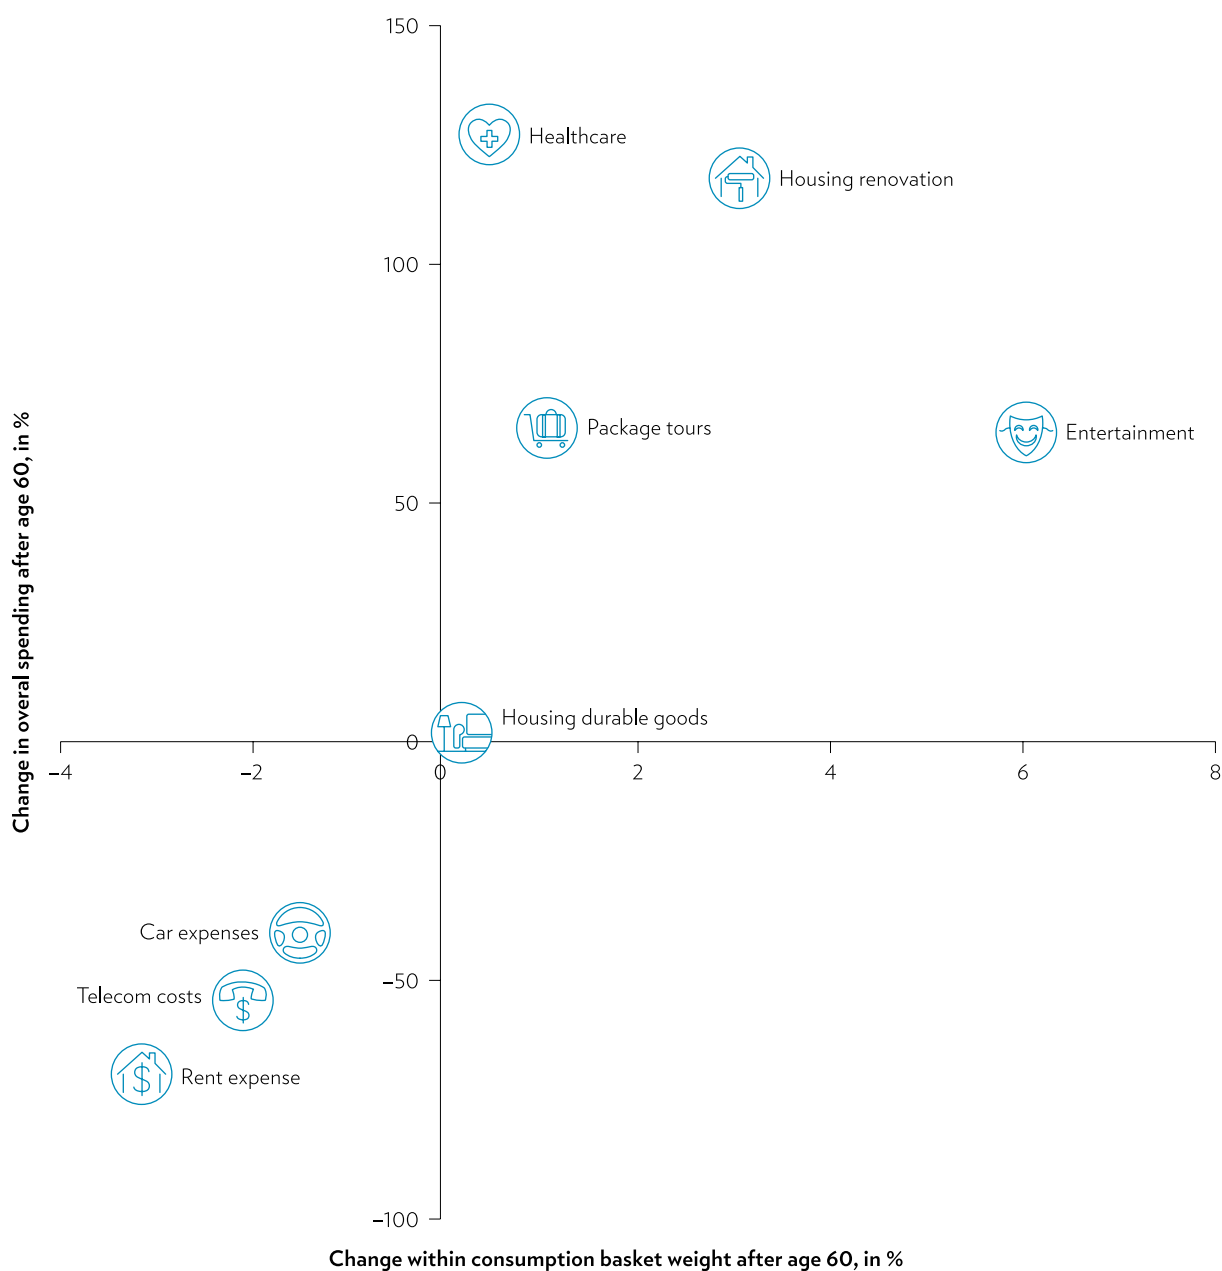 150
Healthcare
Housing renovation
100
Package tours
Entertainment
50
Change in overal spending after age 60, in %
Housing durable goods
0
–4
–2
0
2
4
6
8
Car expenses
–50
Telecom costs
$
Rent expense
$
–100
Change within consumption basket weight after age 60, in %